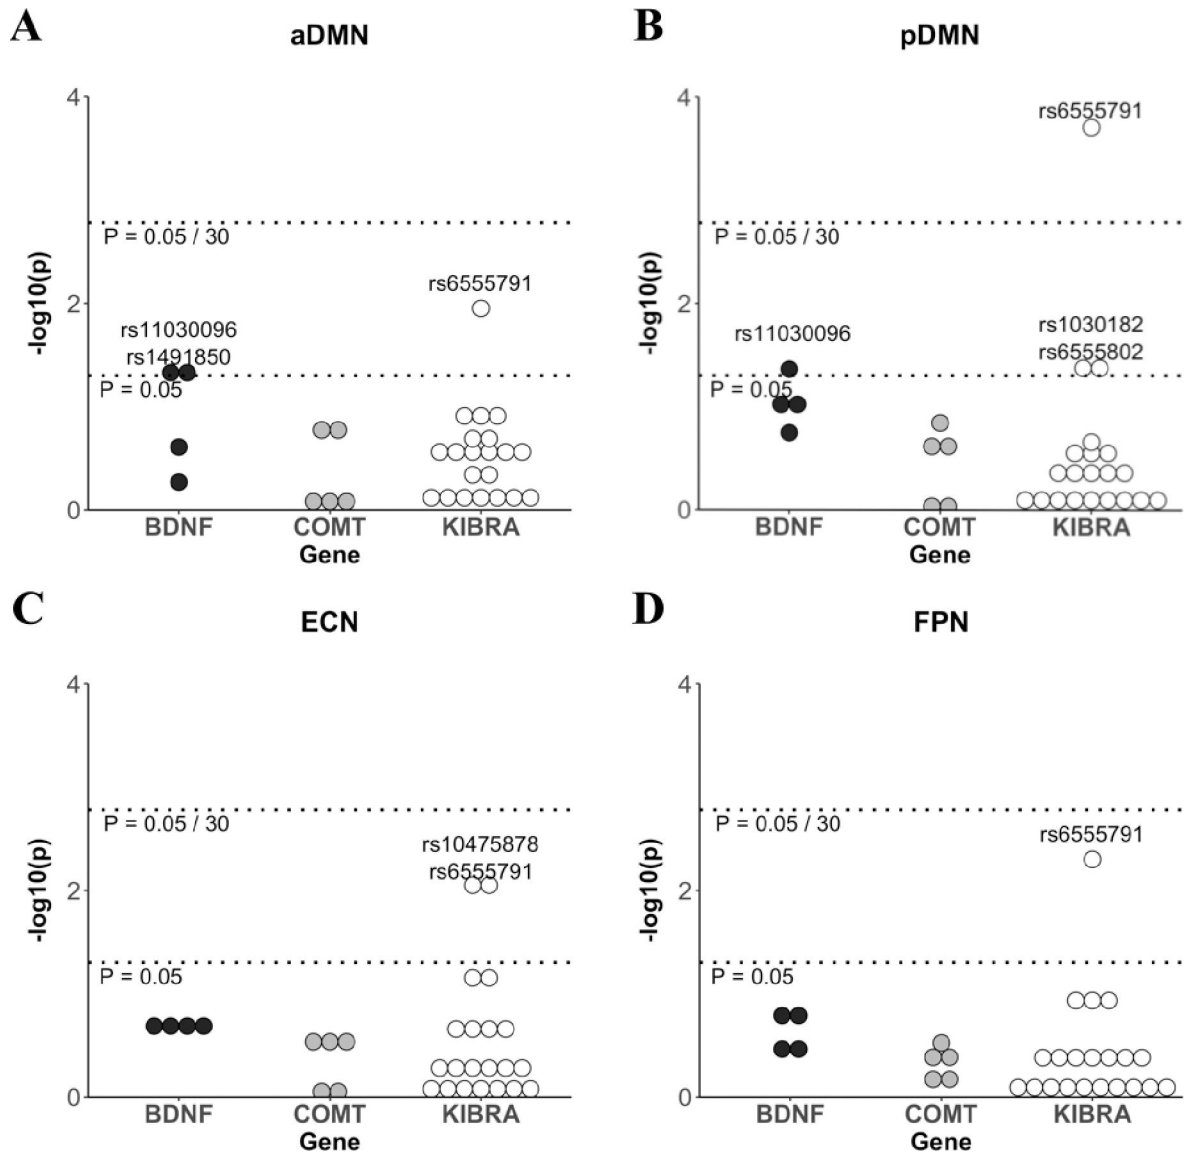 A
aDMN
4
P = 0.05 / 30
rs6555791
2
rs11030096
rs1491850
P = 0.05
0
-log10(p)
BDNF COMT KIBRA
Gene
B
pDMN
4
rs6555791
P = 0.05 / 30
2
rs11030096
rs1030182
rs6555802
P = 0.05
0
-log10(p)
BDNF COMT KIBRA
Gene
C
ECN
4
P = 0.05 / 30
rs10475878
rs6555791
2
P = 0.05
0
-log10(p)
BDNF COMT KIBRA
Gene
D
FPN
4
P = 0.05 / 30
rs6555791
2
P = 0.05
0
-log10(p)
BDNF COMT KIBRA
Gene